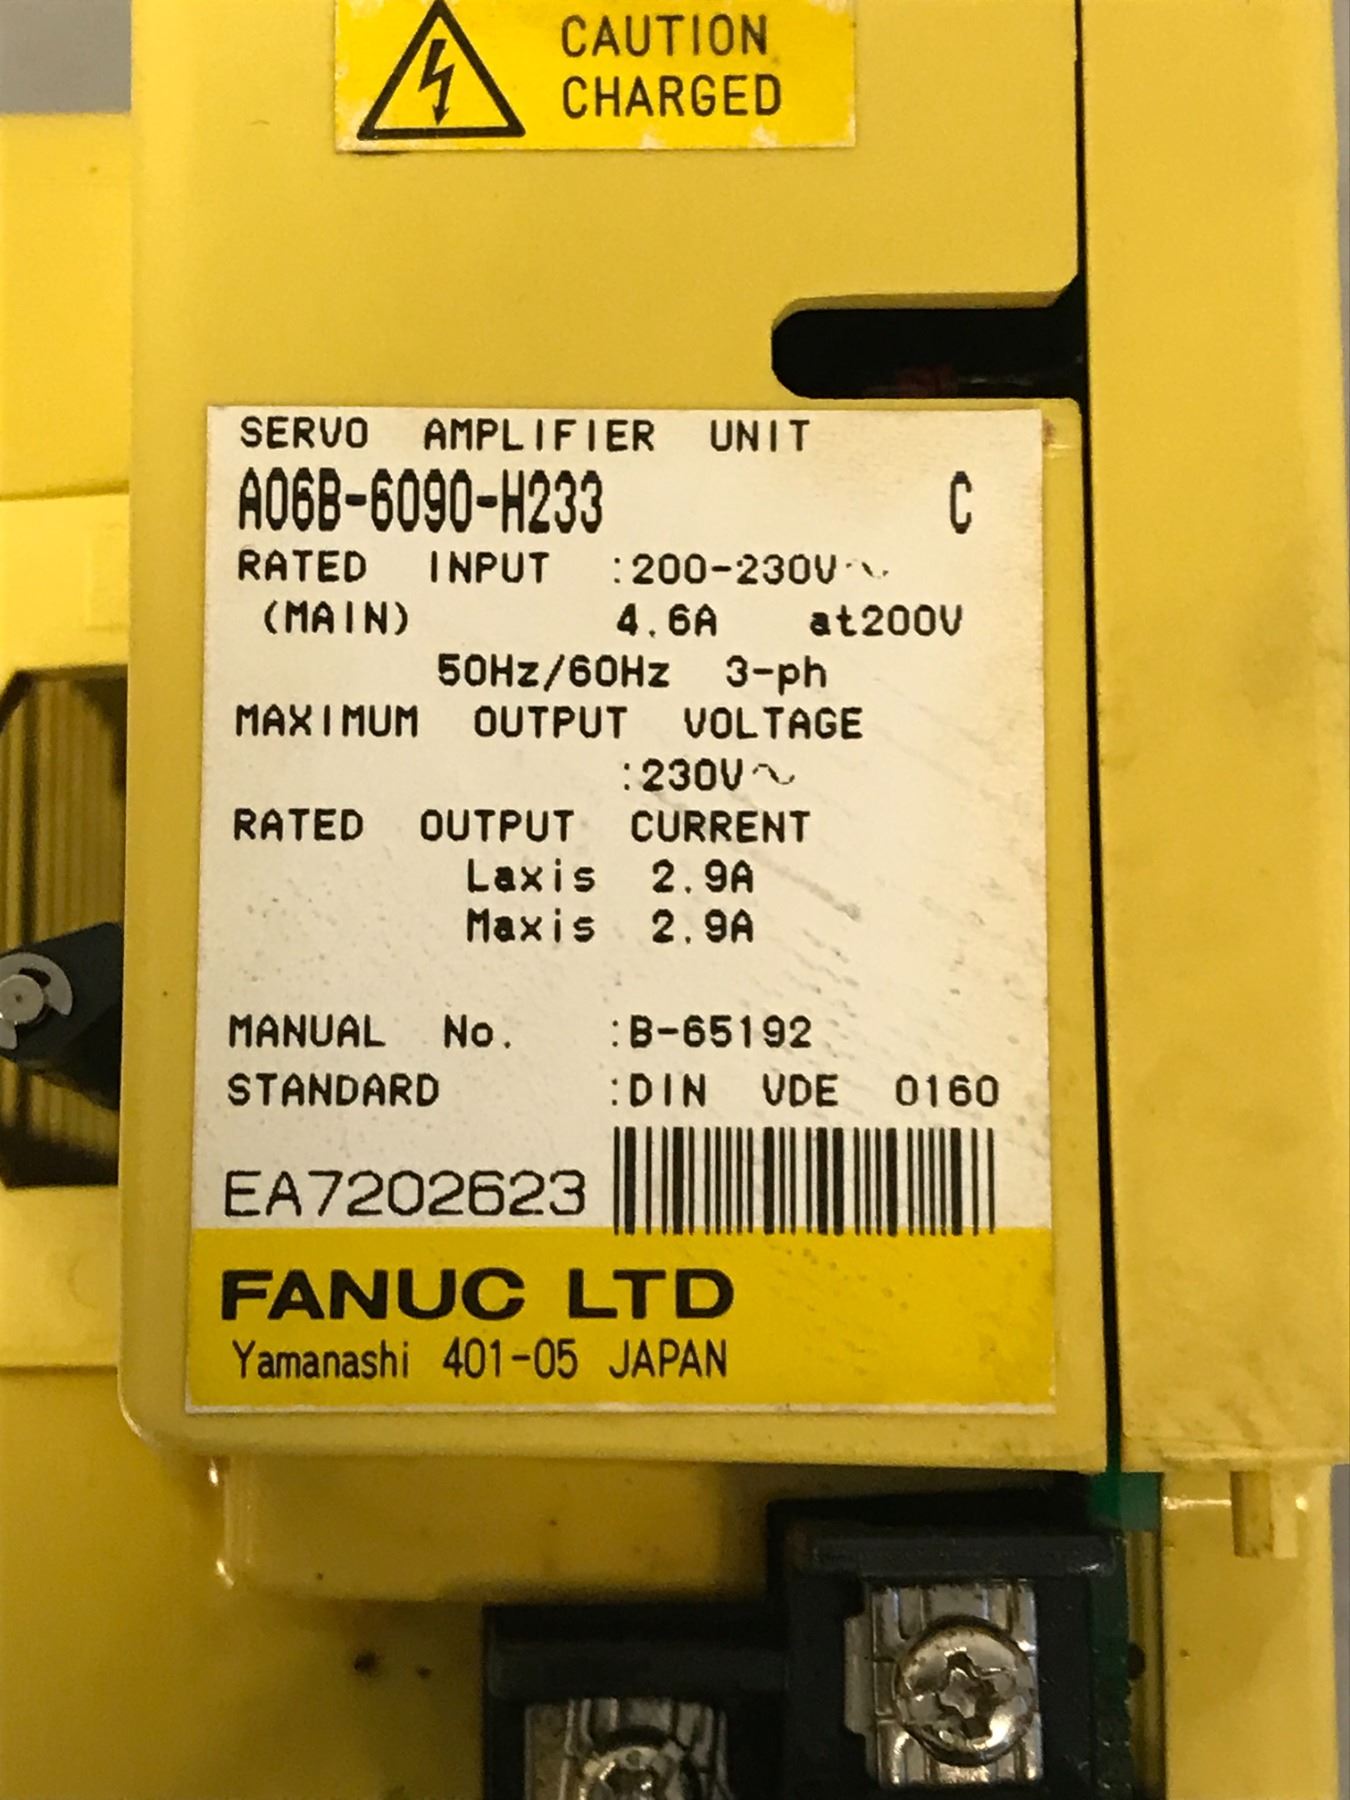 CAUTION
CHARGED
SERVO AMPLIFIER UNIT
A06B-6090-H233 C
RATED INPUT :200-230V~
(MAIN) 4.6A at200V
50Hz/60Hz 3-ph
MAXIMUM OUTPUT VOLTAGE
:230V~
RATED OUTPUT CURRENT
Laxis 2.9A
Maxis 2.9A
MANUAL No. :B-65192
STANDARD :DIN VDE 0160
EA7202623
FANUC LTD
Yamanashi 401-05 JAPAN